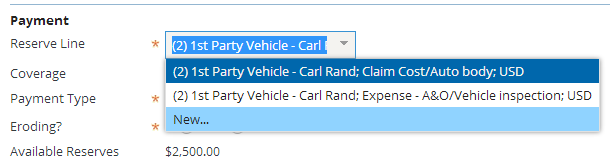 Payment
Reserve Line * (2) 1st Party Vehicle - Carl
(2) 1st Party Vehicle - Carl Rand; Claim Cost/Auto body; USD
Coverage
(2) 1st Party Vehicle - Carl Rand; Expense - A&O/Vehicle inspection; USD
Payment Type *
New...
Eroding? *
Available Reserves $2,500.00